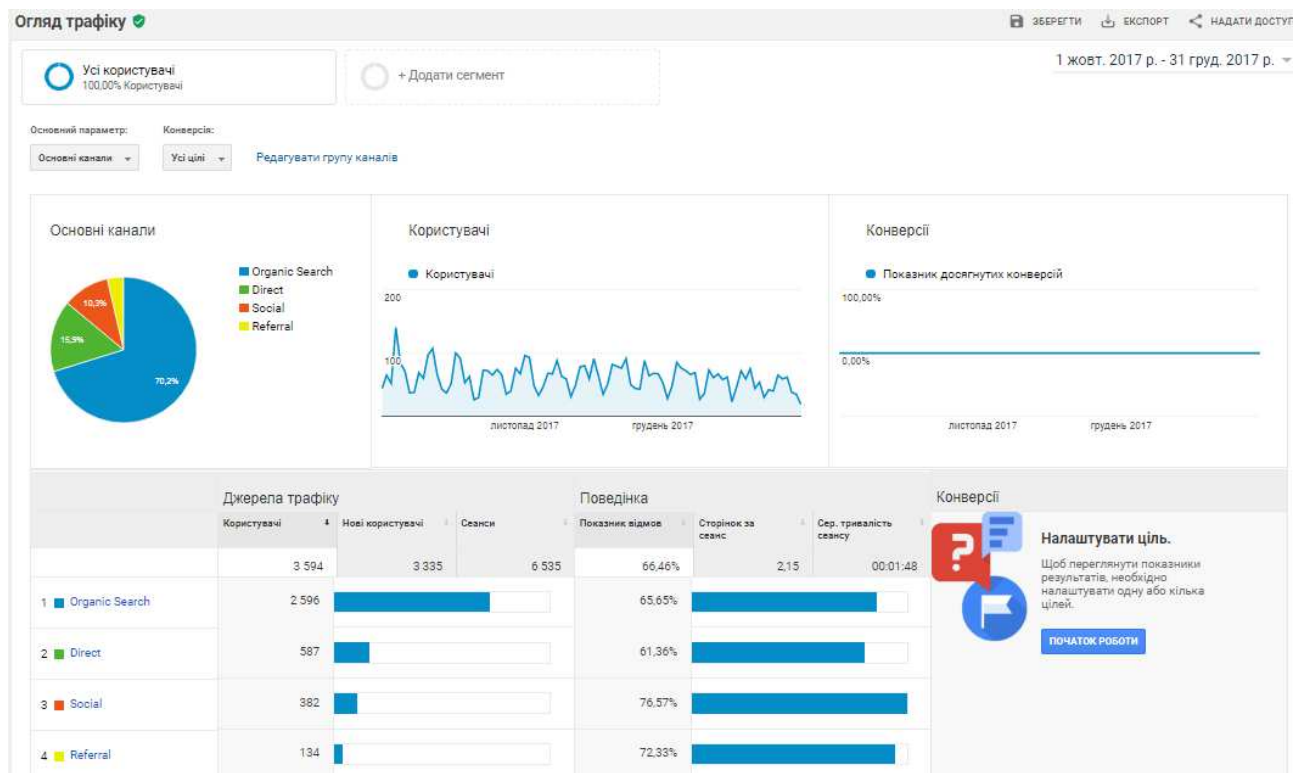 Огляд трафіку
ЗБЕРЕГТИ ЕКСПОРТ НАДАТИ ДОСТУП
Усі користувачі
100,00% Користувачі
+ Додати сегмент
1 жовт. 2017 р. - 31 груд. 2017 р.
Основний параметр: Конверсія:
Основні канали Усі цілі Редагувати групу каналів
Основні канали
Organic Search
Direct
Social
Referral
10,3%
15,9%
70,2%
Користувачі
Користувачі
200
100
листопад 2017 грудень 2017
Конверсії
Показник досягнутих конверсій
100,00%
0,00%
листопад 2017 грудень 2017
Джерела трафіку Поведінка Конверсії
Користувачі Нові користувачі Сеанси Показник відмов Сторінок за сеанс Сер. тривалість сеансу
3 594 3 335 6 535 66,46% 2,15 00:01:48
1 Organic Search 2 596 65,65%
2 Direct 587 61,36%
3 Social 382 76,57%
4 Referral 134 72,33%
Налаштувати ціль.
Щоб переглянути показники
результатів, необхідно
налаштувати одну або кілька
цілей.
ПОЧАТОК РОБОТИ